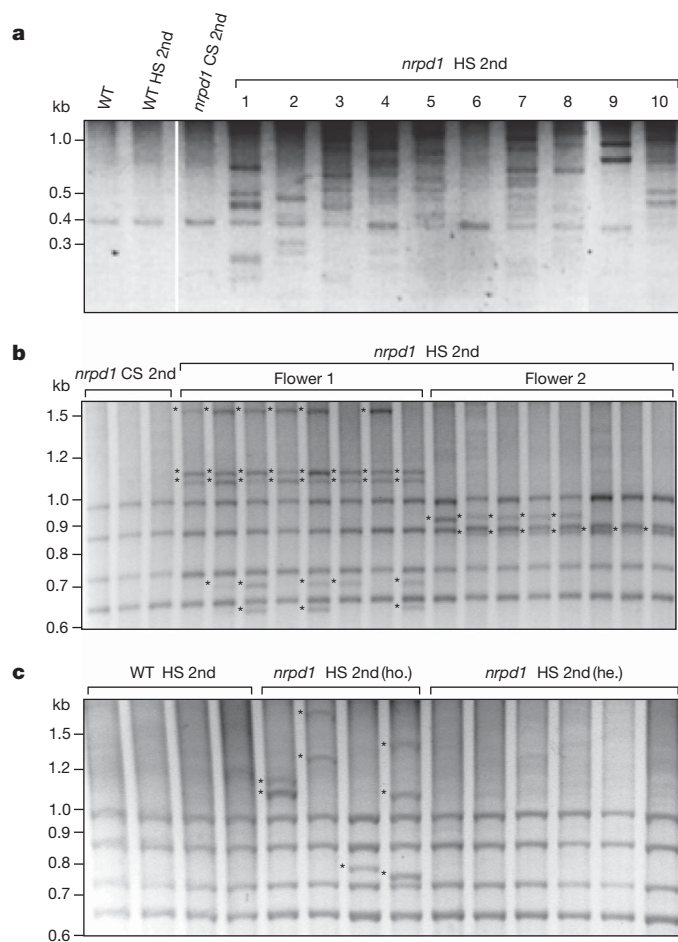 a
WT
WT HS 2nd
nrpd1 CS 2nd
nrpd1 HS 2nd
1 2 3 4 5 6 7 8 9 10
kb
1.0
0.5
0.4
0.3
b
nrpd1 HS 2nd
nrpd1 CS 2nd
Flower 1
Flower 2
kb
1.5
1.2
1.0
0.9
0.8
0.7
0.6
c
WT HS 2nd
nrpd1 HS 2nd (ho.)
nrpd1 HS 2nd (he.)
kb
1.5
1.2
1.0
0.9
0.8
0.7
0.6